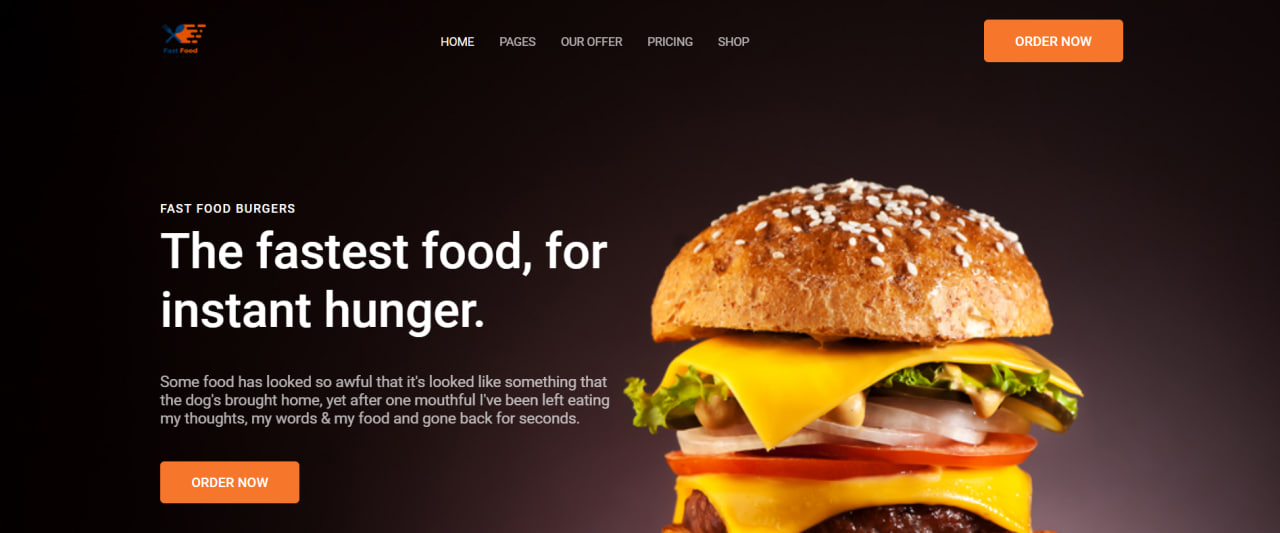 Fast Food
HOME
PAGES
OUR OFFER
PRICING
SHOP
ORDER NOW
FAST FOOD BURGERS
The fastest food, for
instant hunger.
Some food has looked so awful that it's looked like something that
the dog's brought home, yet after one mouthful I've been left eating
my thoughts, my words & my food and gone back for seconds.
ORDER NOW